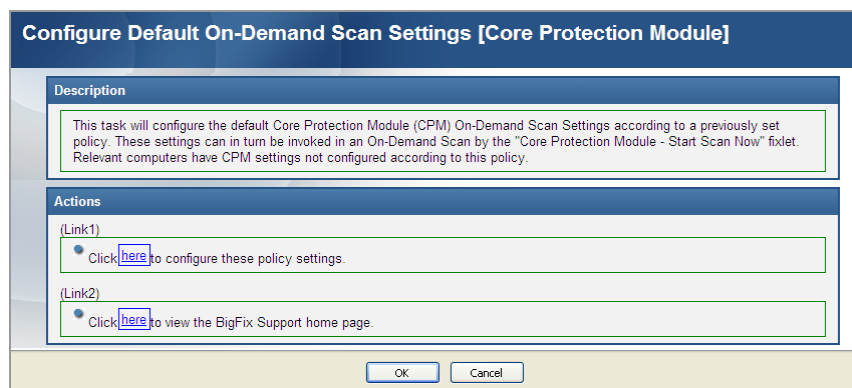 Configure Default On-Demand Scan Settings [Core Protection Module]
Description
This task will configure the default Core Protection Module (CPM) On-Demand Scan Settings according to a previously set
policy. These settings can in turn be invoked in an On-Demand Scan by the "Core Protection Module - Start Scan Now" fixlet.
Relevant computers have CPM settings not configured according to this policy.
Actions
(Link1)
Click here to configure these policy settings.
(Link2)
Click here to view the BigFix Support home page.
OK Cancel